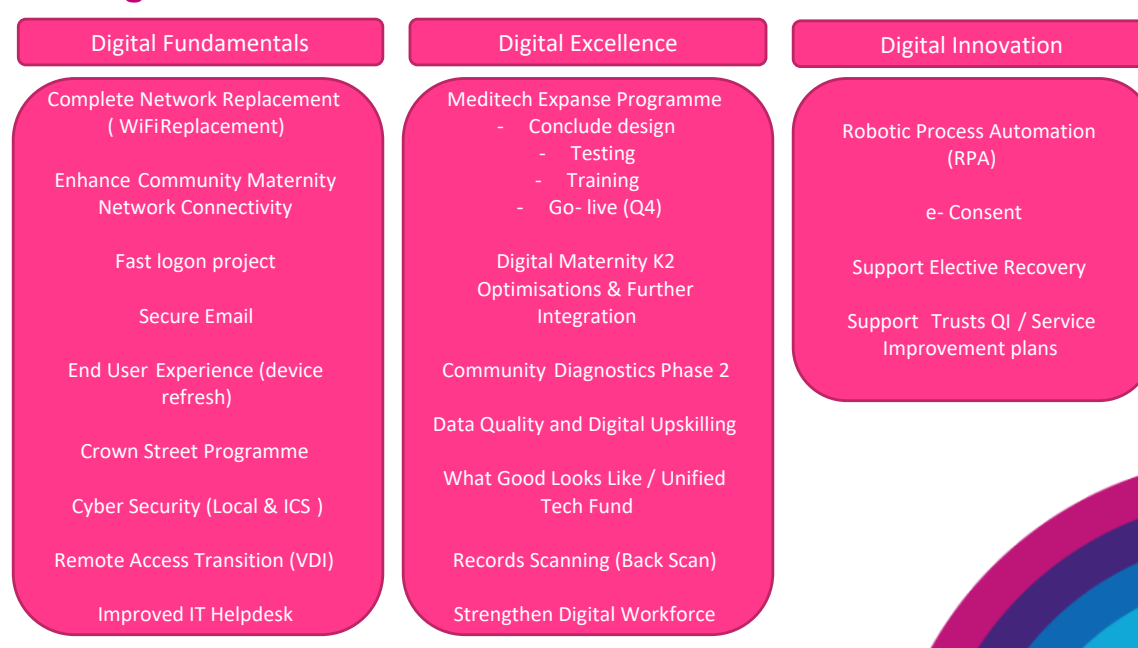 Digital Fundamentals
Complete Network Replacement
( WiFiReplacement)
Enhance Community Maternity
Network Connectivity
Fast logon project
Secure Email
End User Experience (device
refresh)
Crown Street Programme
Cyber Security (Local & ICS )
Remote Access Transition (VDI)
Improved IT Helpdesk
Digital Excellence
Meditech Expanse Programme
- Conclude design
- Testing
- Training
- Go- live (Q4)
Digital Maternity K2
Optimisations & Further
Integration
Community Diagnostics Phase 2
Data Quality and Digital Upskilling
What Good Looks Like / Unified
Tech Fund
Records Scanning (Back Scan)
Strengthen Digital Workforce
Digital Innovation
Robotic Process Automation
(RPA)
e- Consent
Support Elective Recovery
Support Trusts QI / Service
Improvement plans